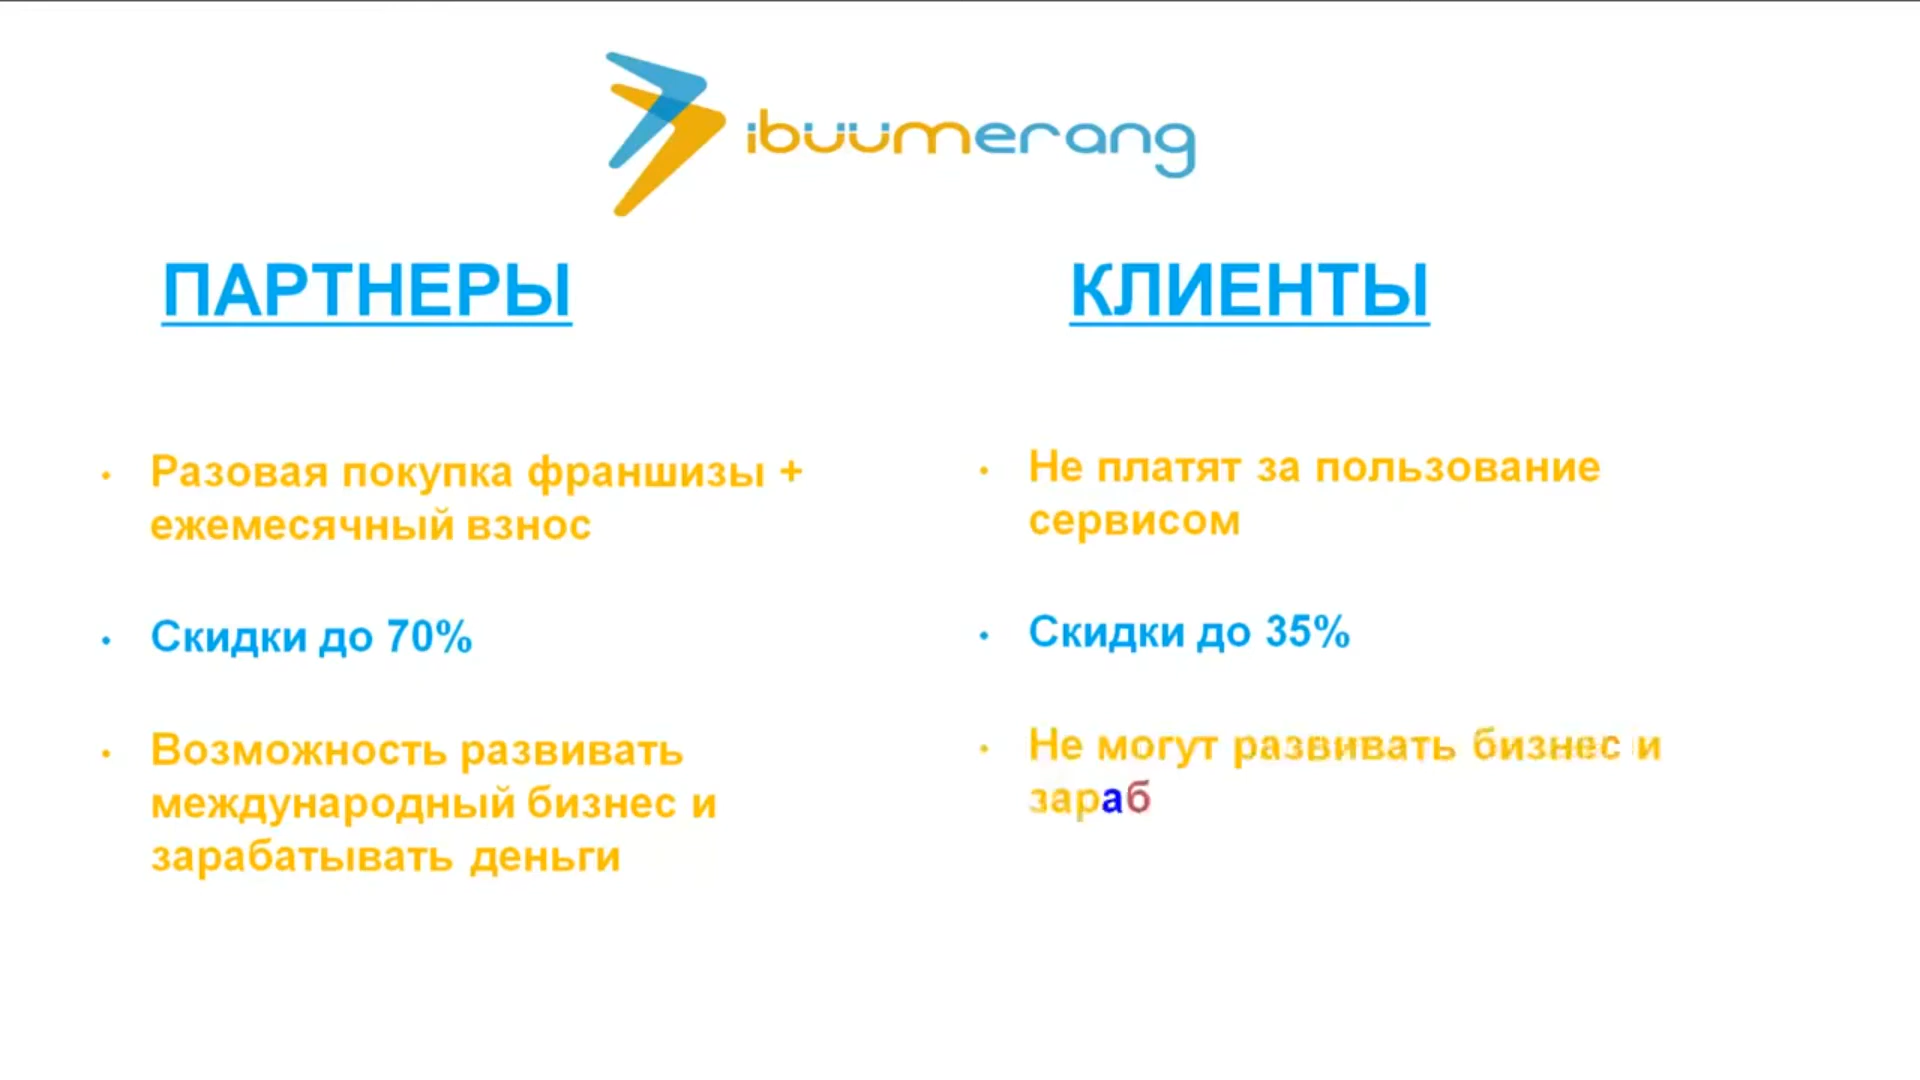 ibuumerang
ПАРТНЕРЫ
• Разовая покупка франшизы +
ежемесячный взнос
• Скидки до 70%
• Возможность развивать
международный бизнес и
зарабатывать деньги
КЛИЕНТЫ
• Не платят за пользование
сервисом
• Скидки до 35%
• Не могут развивать бизнес и
зараб